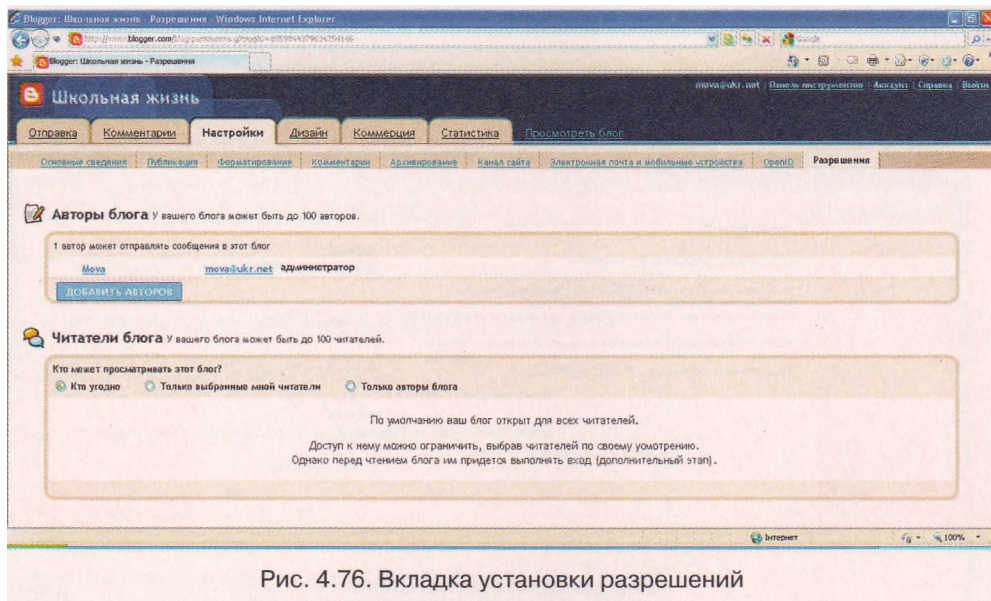 Blogger: Школьная жизнь - Разрешения - Windows Internet Explorer
Blogger: Школьная жизнь - Разрешения
mova@ukr.net | Панель инструментов | Аккаунт | Справка | Выйти
Школьная жизнь
Отправка Комментарии Настройки Дизайн Коммерция Статистика Просмотреть блог
Основные сведения Публикация Форматирование Комментарии Архивирование Канал сайта Электронная почта и мобильные устройства OpenID Разрешения
Авторы блога У вашего блога может быть до 100 авторов.
1 автор может отправлять сообщения в этот блог
Mova mova@ukr.net администратор
ДОБАВИТЬ АВТОРОВ
Читатели блога У вашего блога может быть до 100 читателей.
Кто может просматривать этот блог?
Кто угодно Только выбранные мной читатели Только авторы блога
По умолчанию ваш блог открыт для всех читателей.
Доступ к нему можно ограничить, выбрав читателей по своему усмотрению.
Однако перед чтением блога им придется выполнять вход (дополнительный этап).
Интернет 100%
Рис. 4.76. Вкладка установки разрешений